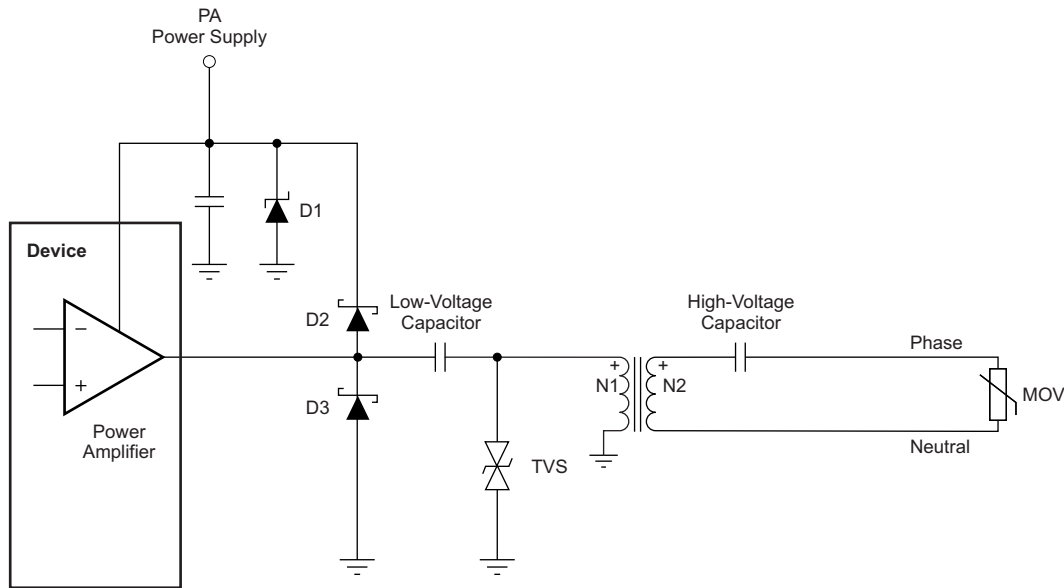 PA
Power Supply
D1
Device
D2
Low-Voltage
Capacitor
High-Voltage
Capacitor
−
+
Power
Amplifier
D3
+
N1
+
N2
Phase
MOV
Neutral
TVS